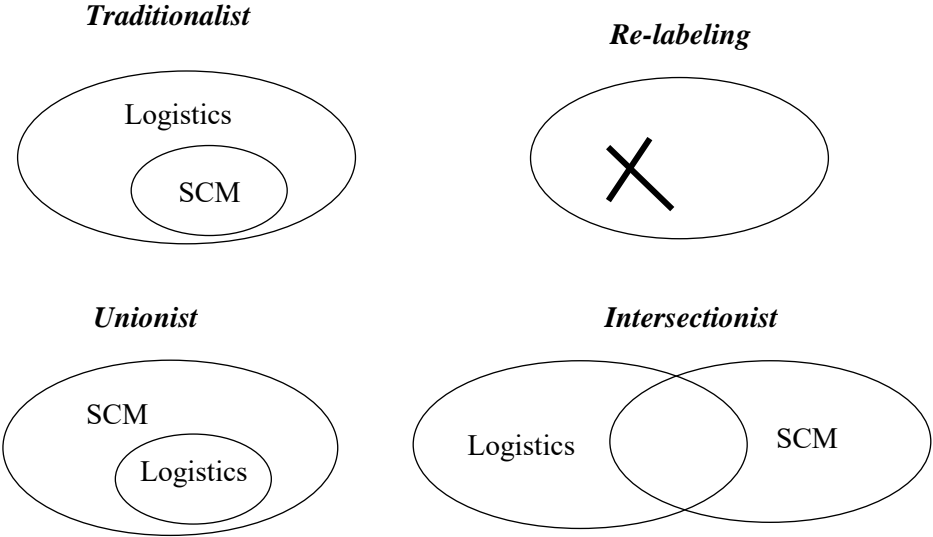 Traditionalist
Re-labeling
Logistics
SCM
Unionist
Intersectionist
SCM
Logistics
Logistics
SCM